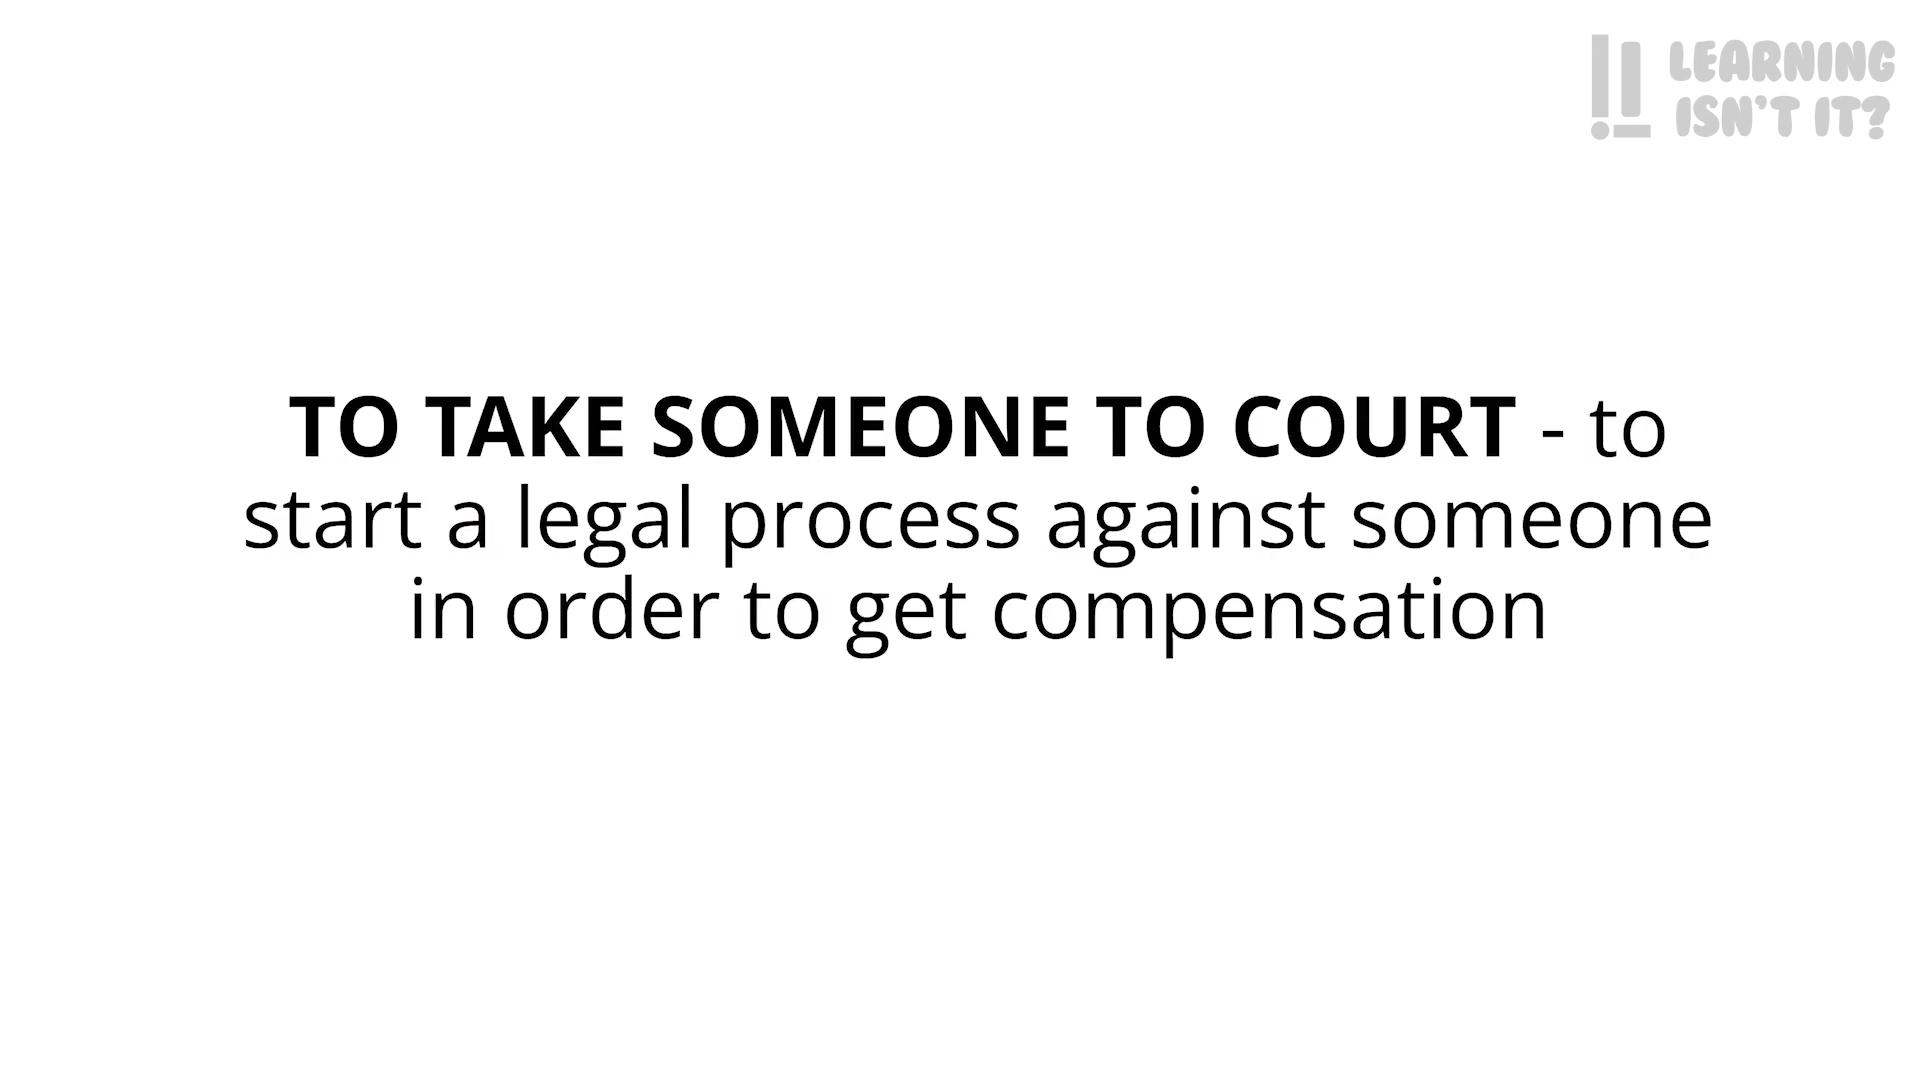 LEARNING
ISN'T IT?
TO TAKE SOMEONE TO COURT - to
start a legal process against someone
in order to get compensation